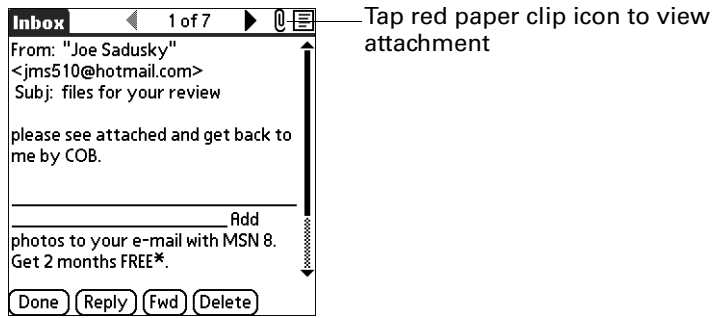 Inbox 1 of 7
Tap red paper clip icon to view
attachment
From: "Joe Sadusky"
<jms510@hotmail.com>
Subj: files for your review
please see attached and get back to
me by COB.
Add
photos to your e-mail with MSN 8.
Get 2 months FREE*.
Done Reply Fwd Delete